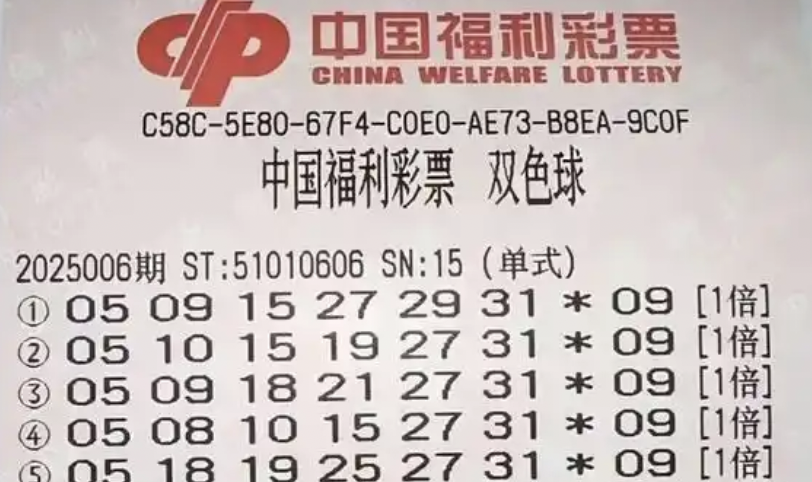 中国福利彩票
CHINA WELFARE LOTTERY
C58C-5E80-67F4-C0E0-AE73-B8EA-9C0F
中国福利彩票 双色球
2025006期 ST:51010606 SN:15 (单式)
① 05 09 15 27 29 31 * 09 [1倍]
② 05 10 15 19 27 31 * 09 [1倍]
③ 05 09 18 21 27 31 * 09 [1倍]
④ 05 08 10 15 27 31 * 09 [1倍]
⑤ 05 18 19 25 27 31 * 09 [1倍]